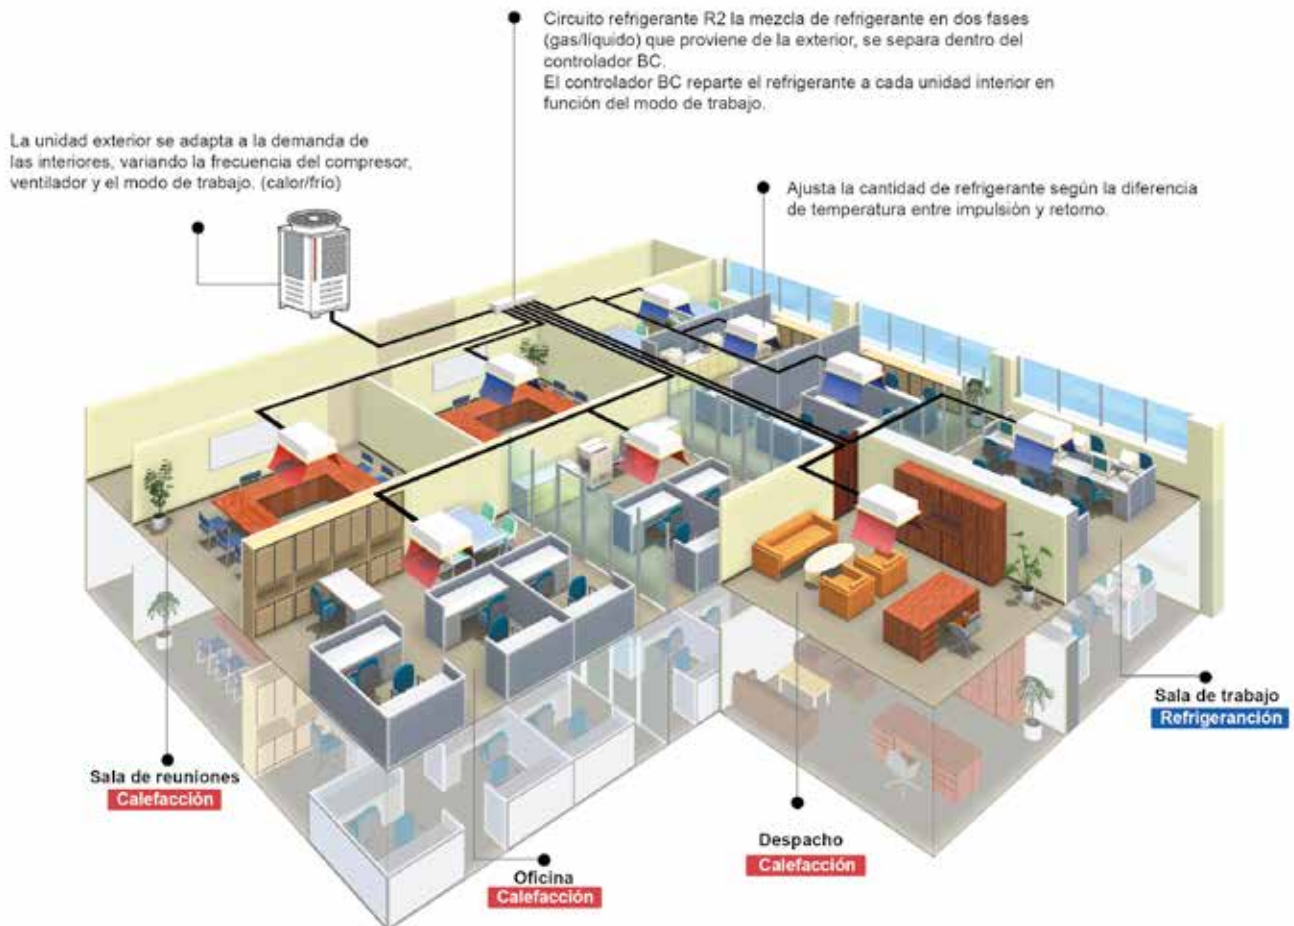 Circuito refrigerante R2 la mezcla de refrigerante en dos fases
(gas/líquido) que proviene de la exterior, se separa dentro del
controlador BC.
El controlador BC reparte el refrigerante a cada unidad interior en
función del modo de trabajo.
La unidad exterior se adapta a la demanda de
las interiores, variando la frecuencia del compresor,
ventilador y el modo de trabajo. (calor/frío)
Ajusta la cantidad de refrigerante según la diferencia
de temperatura entre impulsión y retorno.
Sala de trabajo
Refrigeranción
Sala de reuniones
Calefacción
Despacho
Calefacción
Oficina
Calefacción